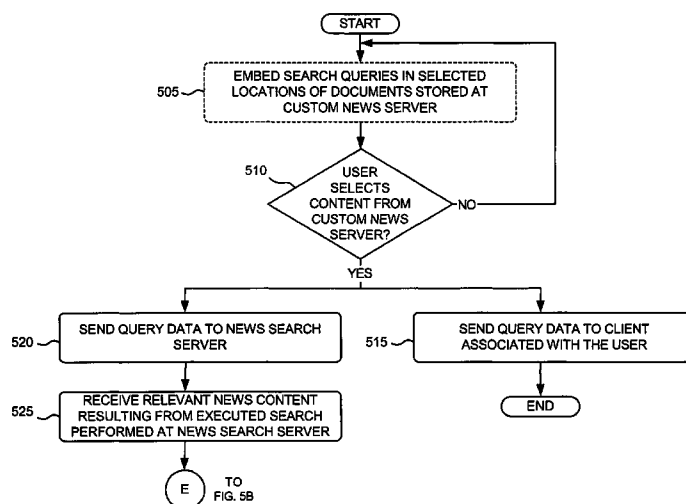 START
505
EMBED SEARCH QUERIES IN SELECTED
LOCATIONS OF DOCUMENTS STORED AT
CUSTOM NEWS SERVER
510
USER
SELECTS
CONTENT FROM
CUSTOM NEWS
SERVER?
NO
YES
520
SEND QUERY DATA TO NEWS SEARCH
SERVER
515
SEND QUERY DATA TO CLIENT
ASSOCIATED WITH THE USER
525
RECEIVE RELEVANT NEWS CONTENT
RESULTING FROM EXECUTED SEARCH
PERFORMED AT NEWS SEARCH SERVER
END
E
TO
FIG. 5B